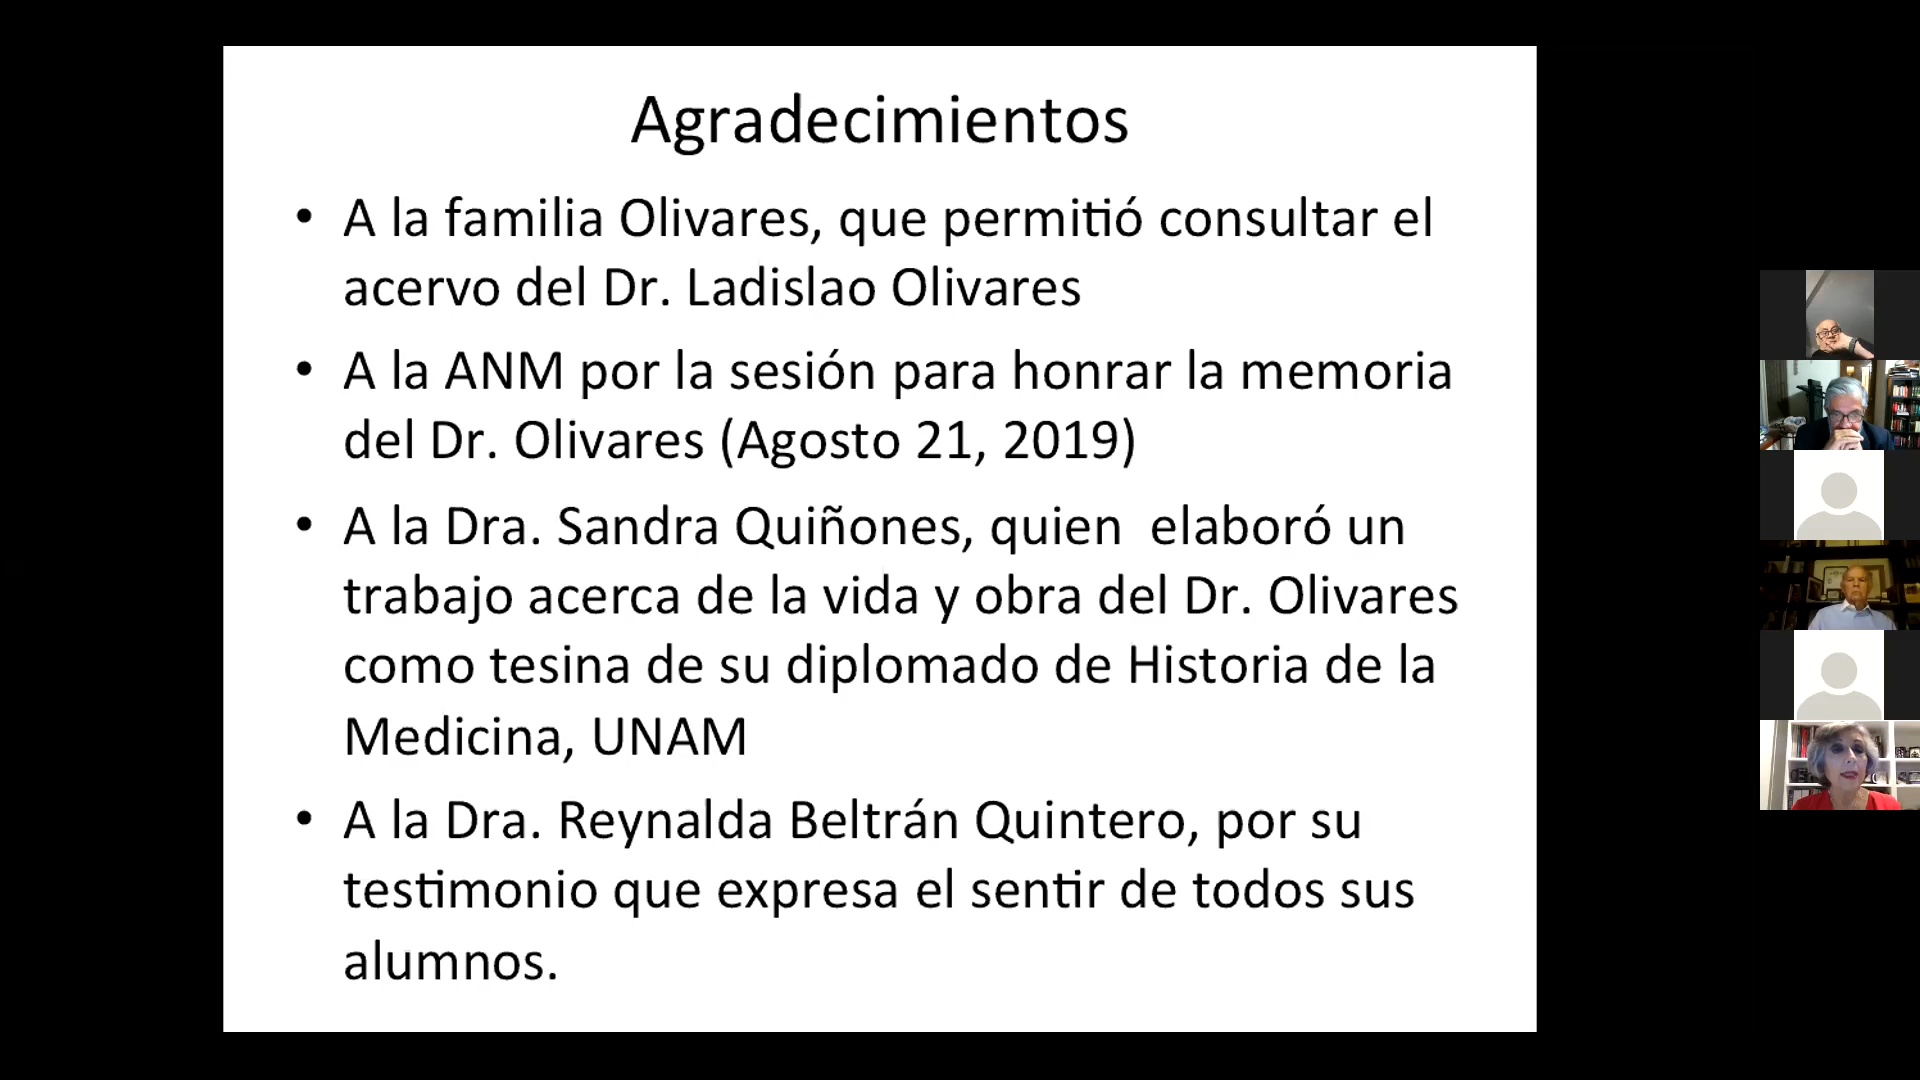 Agradecimientos
• A la familia Olivares, que permitió consultar el
acervo del Dr. Ladislao Olivares
• A la ANM por la sesión para honrar la memoria
del Dr. Olivares (Agosto 21, 2019)
• A la Dra. Sandra Quiñones, quien  elaboró un
trabajo acerca de la vida y obra del Dr. Olivares
como tesina de su diplomado de Historia de la
Medicina, UNAM
• A la Dra. Reynalda Beltrán Quintero, por su
testimonio que expresa el sentir de todos sus
alumnos.